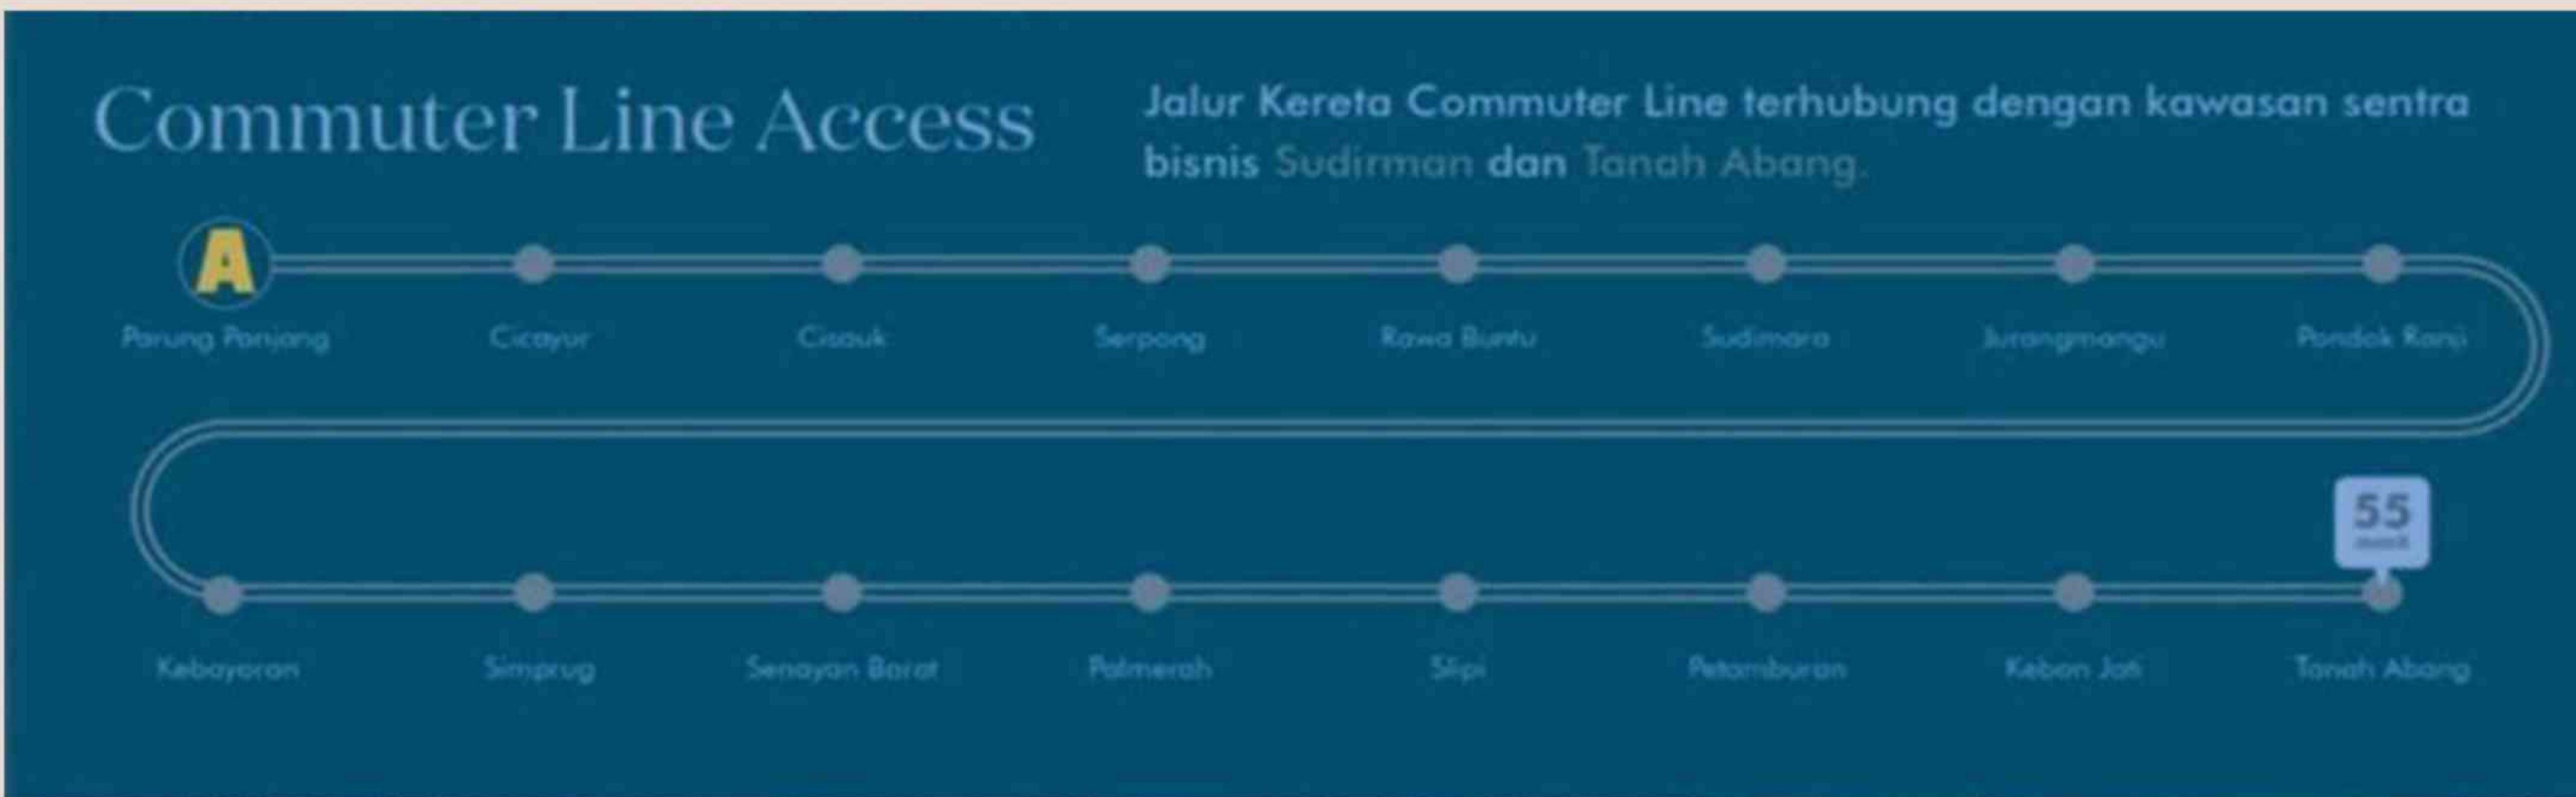 Commuter Line Access
Jalur Kereta Commuter Line terhubung dengan kawasan sentra
bisnis Sudirman dan Tanah Abang.
A
Parung Panjang
Cicayur
Cisauk
Serpong
Rawa Buntu
Sudimara
Jurangmangu
Pondok Ranji
55
menit
Kebayoran
Simprug
Senayan Barat
Palmerah
Slipi
Petamburan
Kebon Jati
Tanah Abang